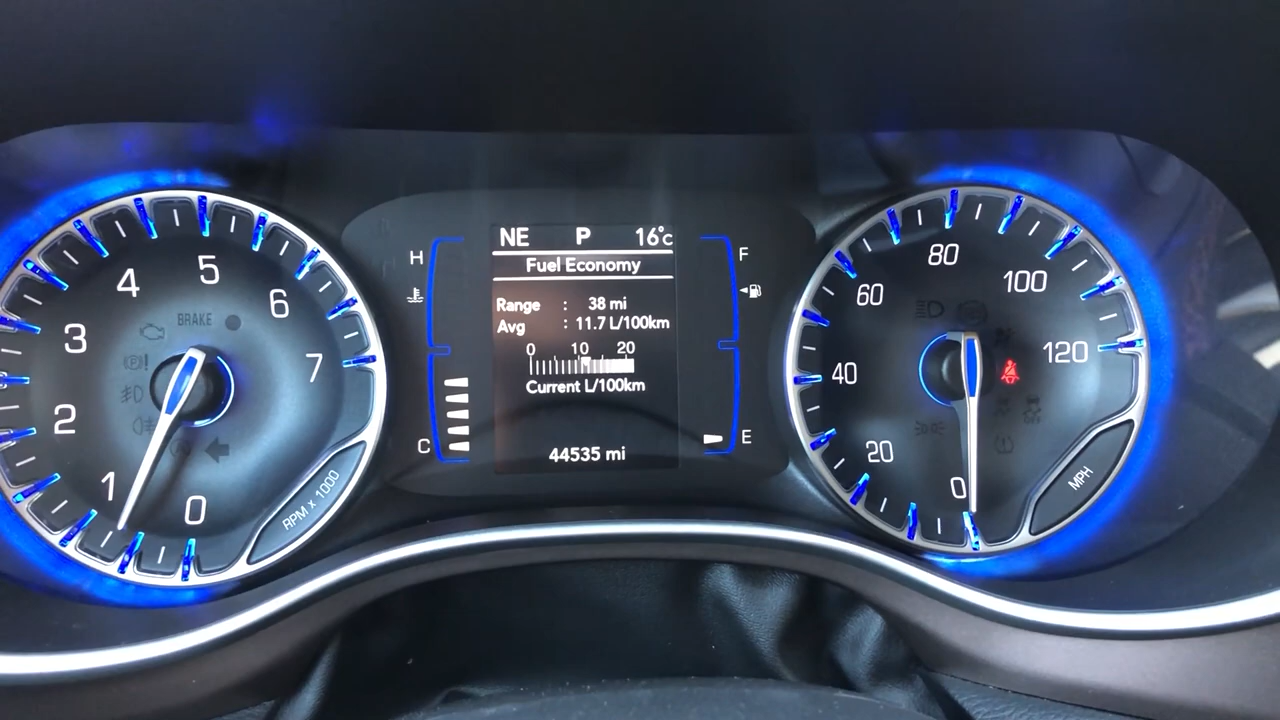 NE P 16°C
Fuel Economy
Range : 38 mi
Avg : 11.7 L/100km
0 10 20
Current L/100km
44535 mi
H
C
F
E
BRAKE
0
1
2
3
4
5
6
7
RPM x 1000
0
20
40
60
80
100
120
MPH